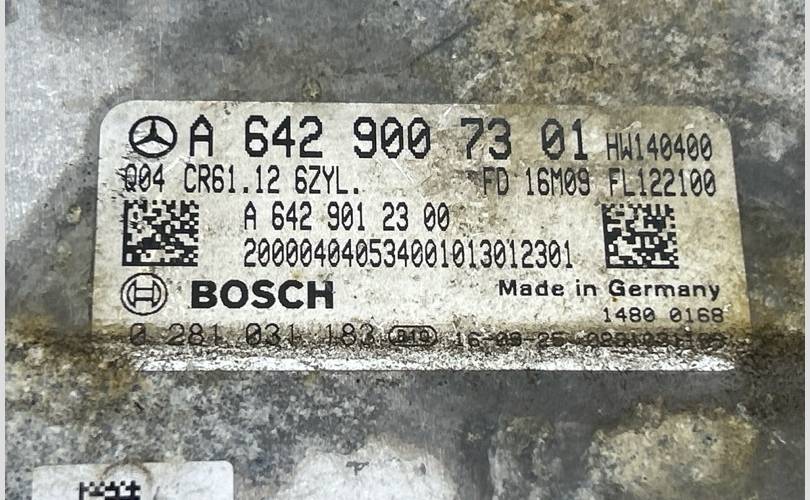 A 642 900 73 01 HW140400
Q04 CR61.12 6ZYL. FD 16M09 FL122100
A 642 901 23 00
200004040534001013012301
BOSCH Made in Germany
1480 0168
0 281 031 183